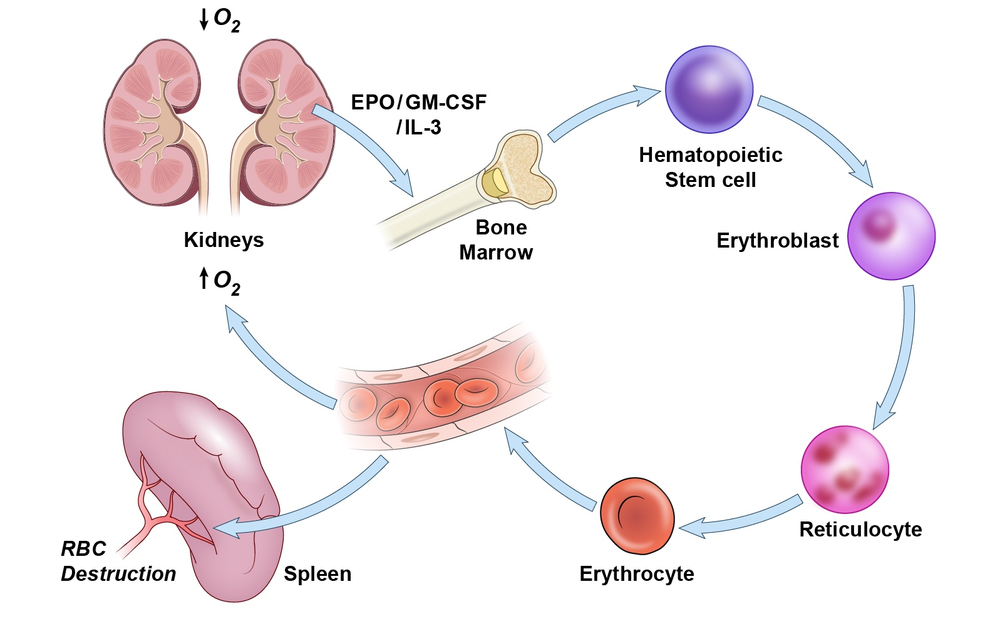 ↓ O2
EPO/GM-CSF
/IL-3
Hematopoietic
Stem cell
Kidneys
Bone
Marrow
Erythroblast
↑ O2
Reticulocyte
RBC
Destruction
Spleen
Erythrocyte